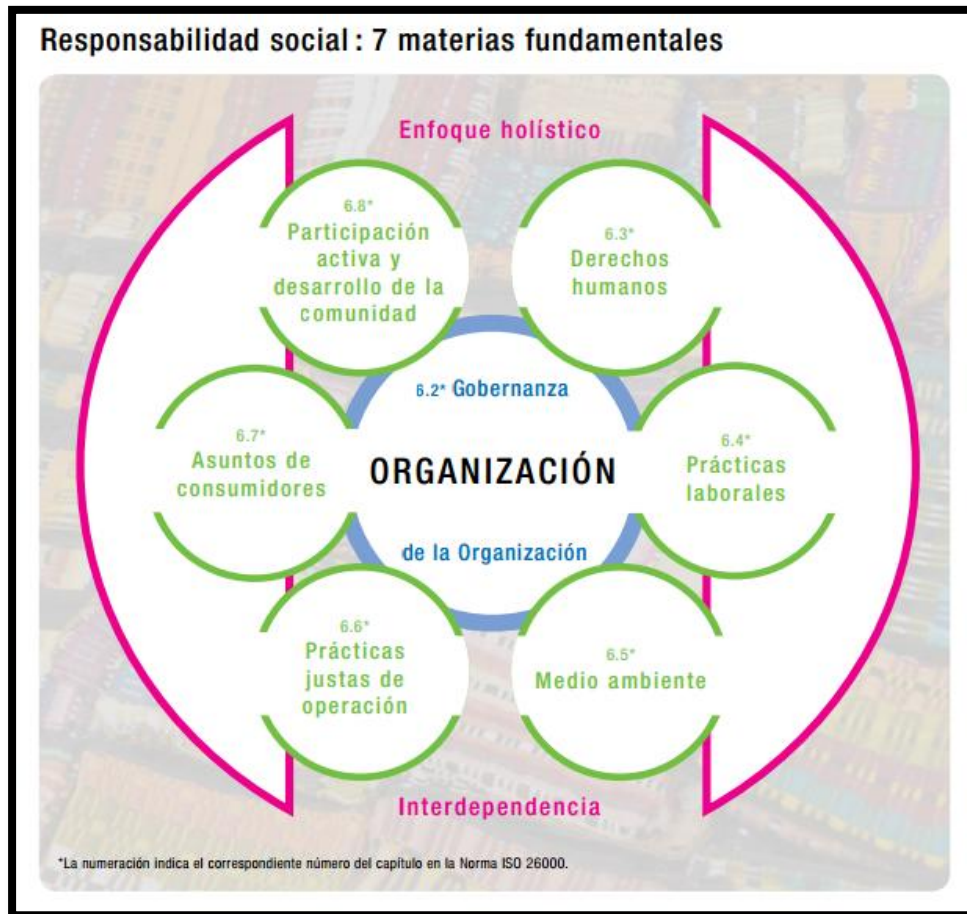 Responsabilidad social : 7 materias fundamentales
Enfoque holístico
6.8*
Participación
activa y
desarrollo de la
comunidad
6.3*
Derechos
humanos
6.2* Gobernanza
6.7*
Asuntos de
consumidores
ORGANIZACIÓN
6.4*
Prácticas
laborales
de la Organización
6.6*
Prácticas
justas de
operación
6.5*
Medio ambiente
Interdependencia
*La numeración indica el correspondiente número del capítulo en la Norma ISO 26000.